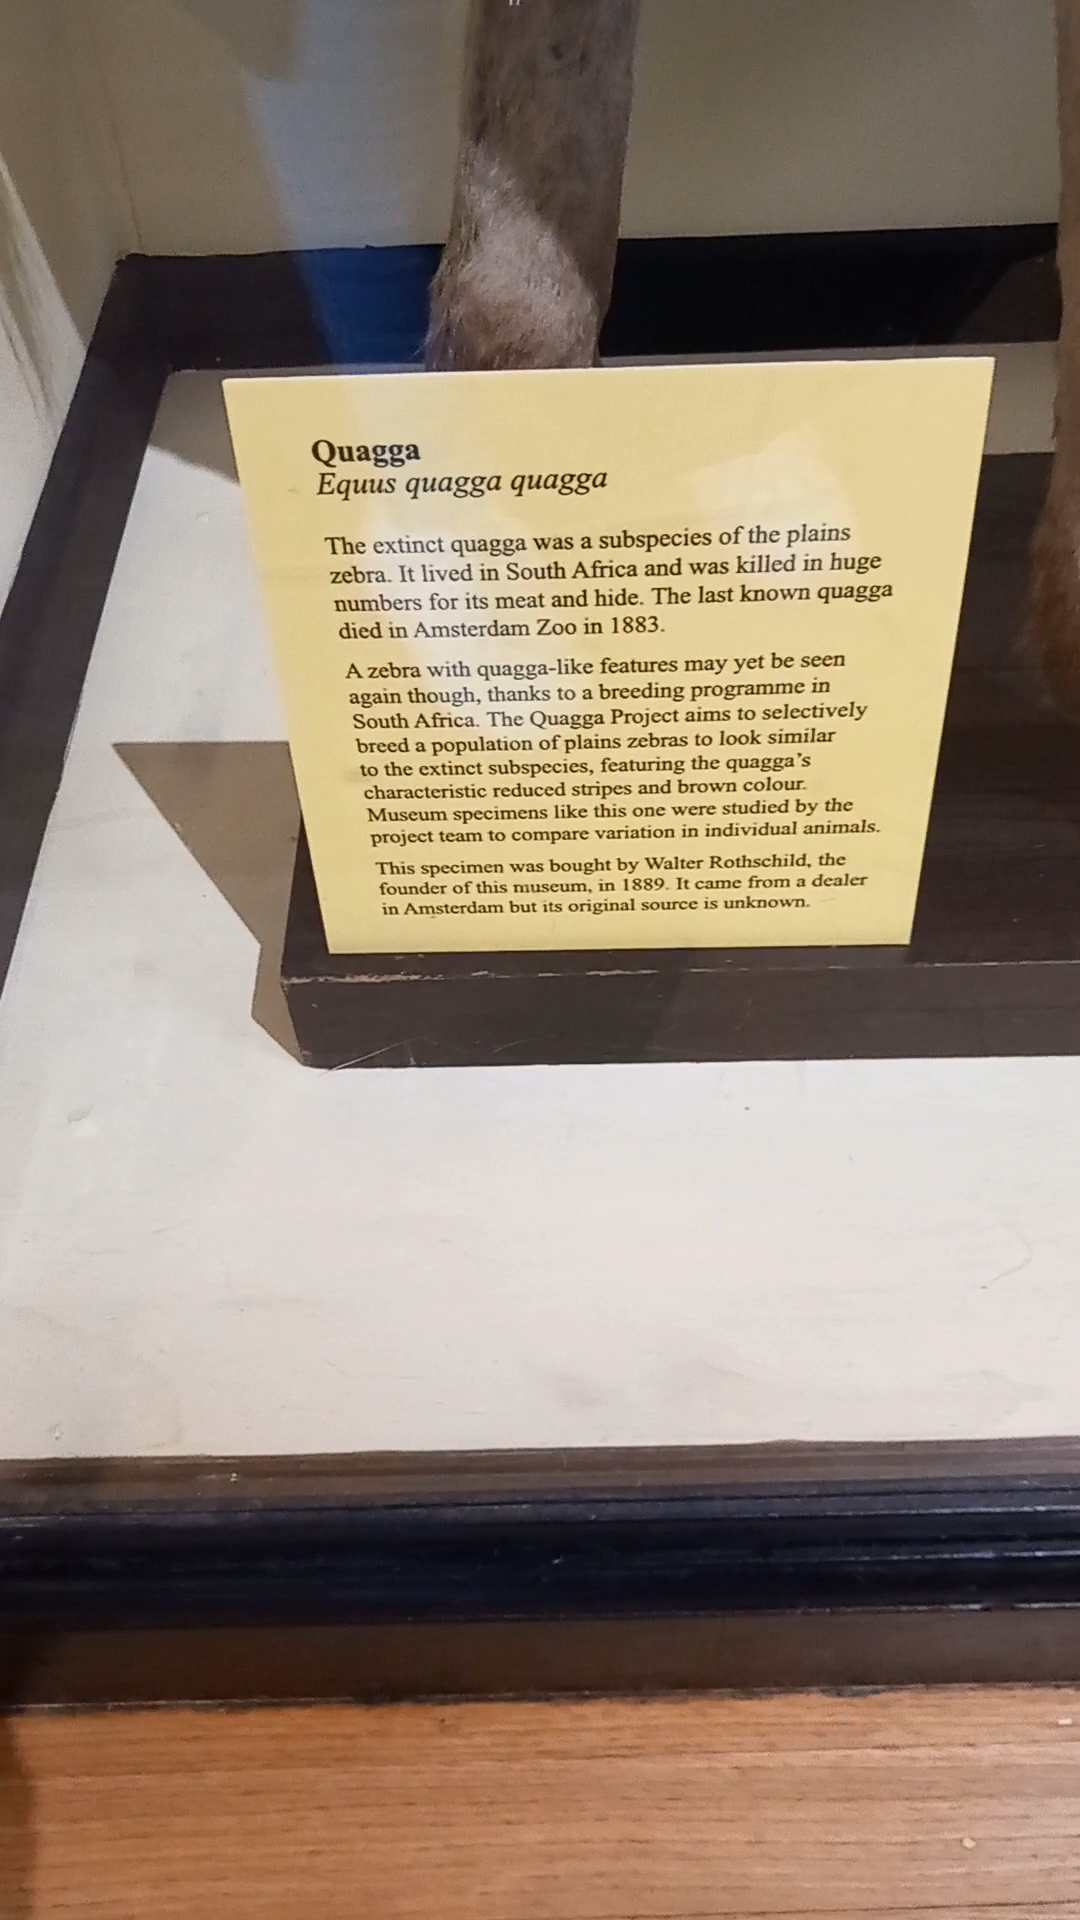 Quagga
Equus quagga quagga
The extinct quagga was a subspecies of the plains
zebra. It lived in South Africa and was killed in huge
numbers for its meat and hide. The last known quagga
died in Amsterdam Zoo in 1883.
A zebra with quagga-like features may yet be seen
again though, thanks to a breeding programme in
South Africa. The Quagga Project aims to selectively
breed a population of plains zebras to look similar
to the extinct subspecies, featuring the quagga's
characteristic reduced stripes and brown colour.
Museum specimens like this one were studied by the
project team to compare variation in individual animals.
This specimen was bought by Walter Rothschild, the
founder of this museum, in 1889. It came from a dealer
in Amsterdam but its original source is unknown.